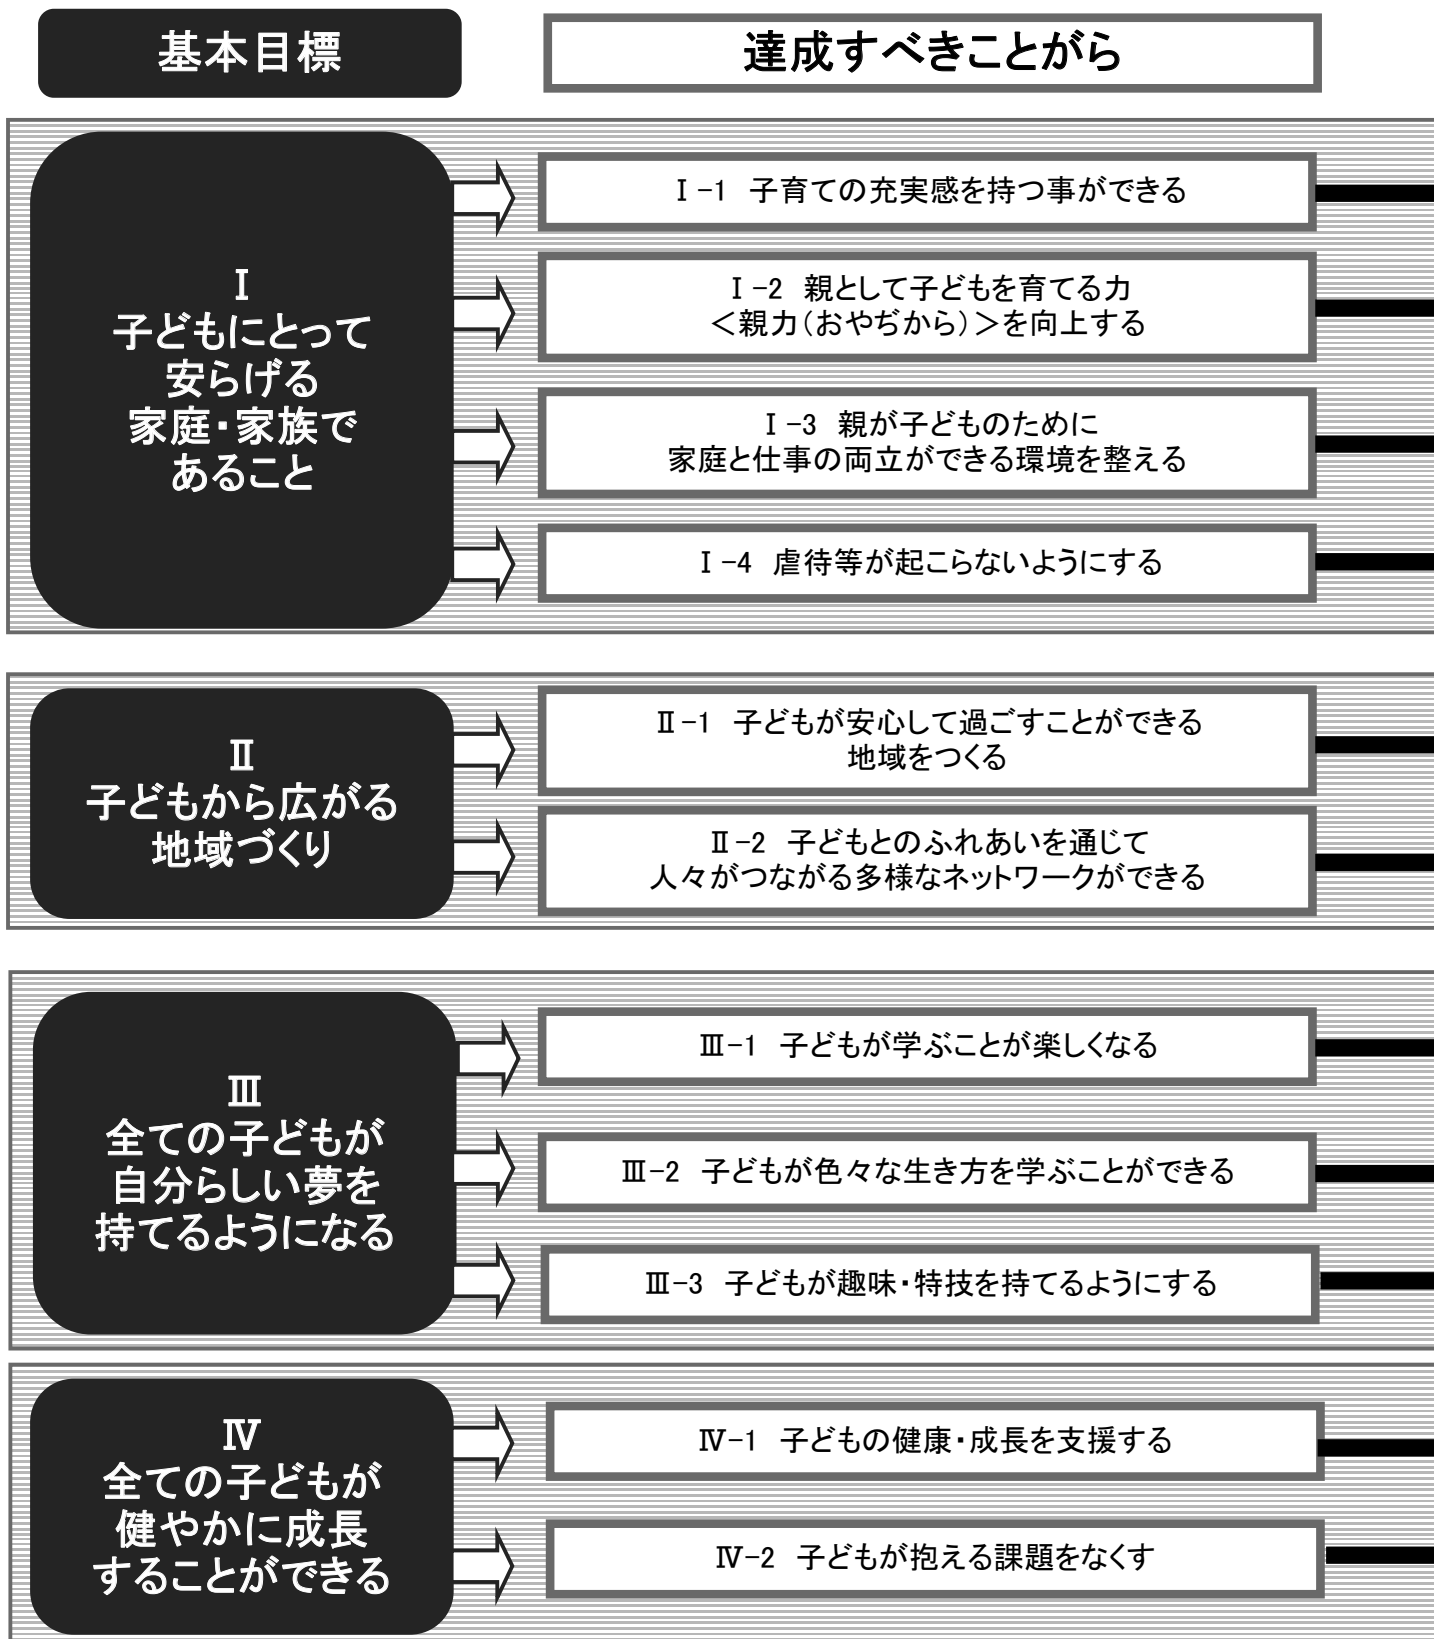 基本目標
達成すべきことがら
Ⅰ
子どもにとって
安らげる
家庭・家族で
あること
Ⅰ-1 子育ての充実感を持つ事ができる
Ⅰ-2 親として子どもを育てる力
＜親力（おやぢから）＞を向上する
Ⅰ-3 親が子どものために
家庭と仕事の両立ができる環境を整える
Ⅰ-4 虐待等が起こらないようにする
Ⅱ
子どもから広がる
地域づくり
Ⅱ-1 子どもが安心して過ごすことができる
地域をつくる
Ⅱ-2 子どもとのふれあいを通じて
人々がつながる多様なネットワークができる
Ⅲ
全ての子どもが
自分らしい夢を
持てるようになる
Ⅲ-1 子どもが学ぶことが楽しくなる
Ⅲ-2 子どもが色々な生き方を学ぶことができる
Ⅲ-3 子どもが趣味・特技を持てるようにする
Ⅳ
全ての子どもが
健やかに成長
することができる
Ⅳ-1 子どもの健康・成長を支援する
Ⅳ-2 子どもが抱える課題をなくす